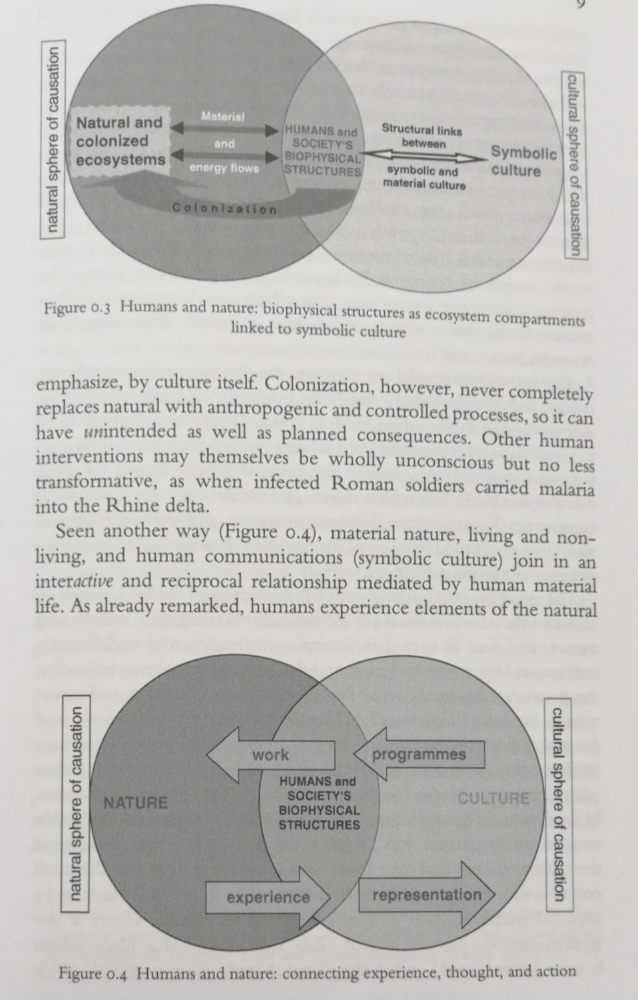 9
natural sphere of causation
Natural and
colonized
ecosystems
Material
and
energy flows
HUMANS and
SOCIETY'S
BIOPHYSICAL
STRUCTURES
Structural links
between
symbolic and
material culture
Symbolic
culture
cultural sphere of causation
Colonization
Figure 0.3 Humans and nature: biophysical structures as ecosystem compartments
linked to symbolic culture
emphasize, by culture itself. Colonization, however, never completely
replaces natural with anthropogenic and controlled processes, so it can
have unintended as well as planned consequences. Other human
interventions may themselves be wholly unconscious but no less
transformative, as when infected Roman soldiers carried malaria
into the Rhine delta.
Seen another way (Figure 0.4), material nature, living and non-
living, and human communications (symbolic culture) join in an
interactive and reciprocal relationship mediated by human material
life. As already remarked, humans experience elements of the natural
natural sphere of causation
work
programmes
NATURE
HUMANS and
SOCIETY'S
BIOPHYSICAL
STRUCTURES
CULTURE
experience
representation
cultural sphere of causation
Figure 0.4 Humans and nature: connecting experience, thought, and action